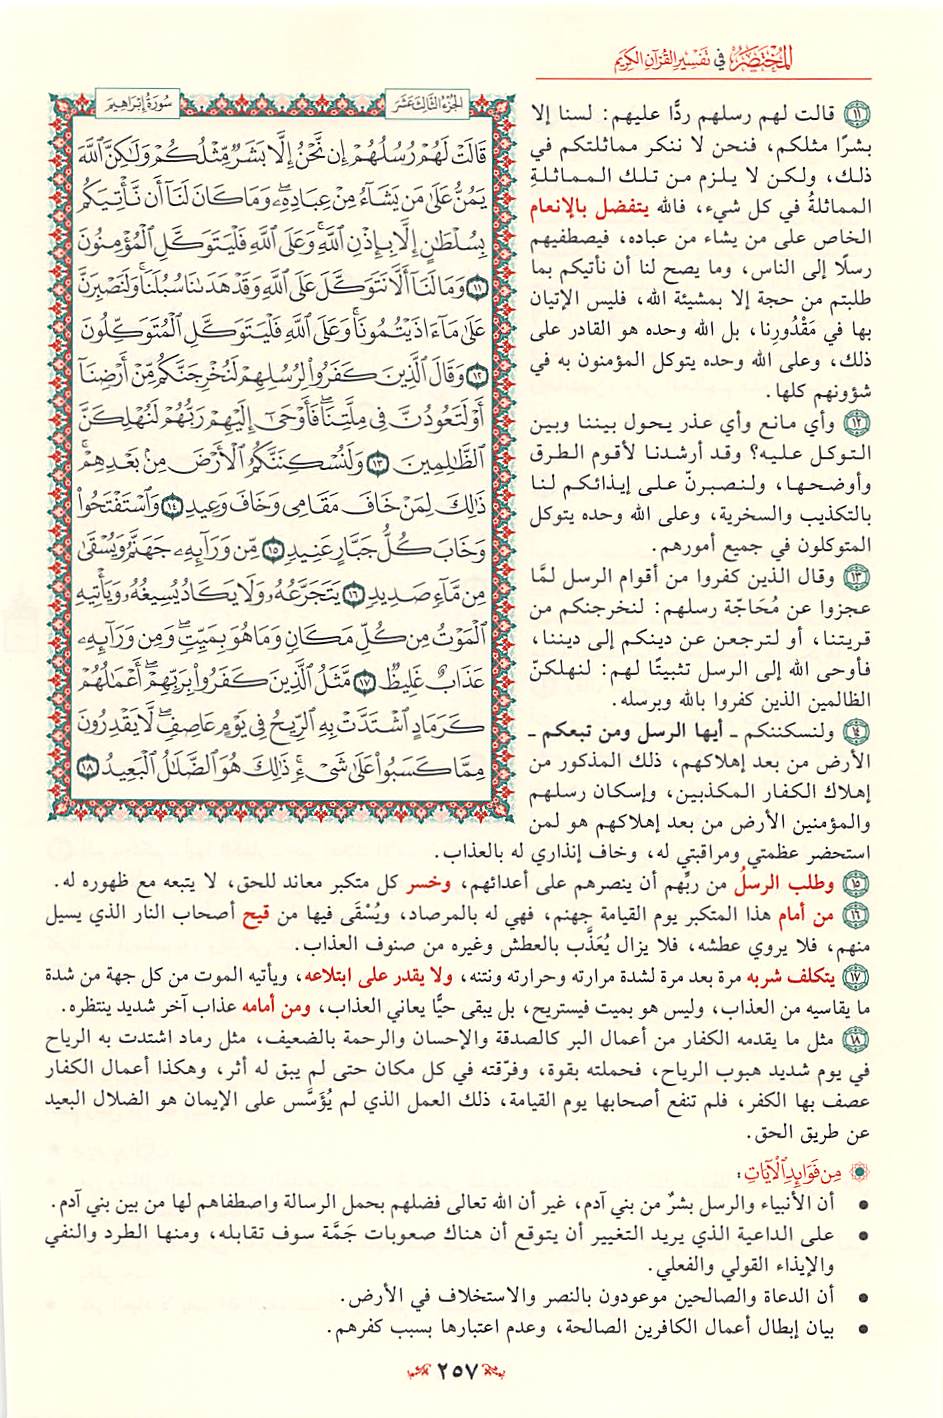 المختصر في تفسير القرآن الكريم
الجزء الثالث عشر
سورة إبراهيم
قَالَتْ لَهُمْ رُسُلُهُمْ إِن نَّحْنُ إِلَّا بَشَرٌ مِّثْلُكُمْ وَلَٰكِنَّ ٱللَّهَ
يَمُنُّ عَلَىٰ مَن يَشَآءُ مِنْ عِبَادِهِۦۖ وَمَا كَانَ لَنَآ أَن نَّأْتِيَكُم
بِسُلْطَٰنٍ إِلَّا بِإِذْنِ ٱللَّهِۚ وَعَلَى ٱللَّهِ فَلْيَتَوَكَّلِ ٱلْمُؤْمِنُونَ
١١ وَمَا لَنَآ أَلَّا نَتَوَكَّلَ عَلَى ٱللَّهِ وَقَدْ هَدَىٰنَا سُبُلَنَاۚ وَلَنَصْبِرَنَّ
عَلَىٰ مَآ ءَاذَيْتُمُونَاۚ وَعَلَى ٱللَّهِ فَلْيَتَوَكَّلِ ٱلْمُتَوَكِّلُونَ
١٢ وَقَالَ ٱلَّذِينَ كَفَرُوا۟ لِرُسُلِهِمْ لَنُخْرِجَنَّكُم مِّنْ أَرْضِنَآ
أَوْ لَتَعُودُنَّ فِى مِلَّتِنَاۖ فَأَوْحَىٰٓ إِلَيْهِمْ رَبُّهُمْ لَنُهْلِكَنَّ
ٱلظَّٰلِمِينَ ١٣ وَلَنُسْكِنَنَّكُمُ ٱلْأَرْضَ مِنۢ بَعْدِهِمْۚ
ذَٰلِكَ لِمَنْ خَافَ مَقَامِى وَخَافَ وَعِيدِ ١٤ وَٱسْتَفْتَحُوا۟
وَخَابَ كُلُّ جَبَّارٍ عَنِيدٍ ١٥ مِّن وَرَآئِهِۦ جَهَنَّمُ وَيُسْقَىٰ
مِن مَّآءٍ صَدِيدٍ ١٦ يَتَجَرَّعُهُۥ وَلَا يَكَادُ يُسِيغُهُۥ وَيَأْتِيهِ
ٱلْمَوْتُ مِن كُلِّ مَكَانٍ وَمَا هُوَ بِمَيِّتٍۖ وَمِن وَرَآئِهِۦ
عَذَابٌ غَلِيظٌ ١٧ مَّثَلُ ٱلَّذِينَ كَفَرُوا۟ بِرَبِّهِمْۖ أَعْمَٰلُهُمْ
كَرَمَادٍ ٱشْتَدَّتْ بِهِ ٱلرِّيحُ فِى يَوْمٍ عَاصِفٍۖ لَّا يَقْدِرُونَ
مِمَّا كَسَبُوا۟ عَلَىٰ شَىْءٍۚ ذَٰلِكَ هُوَ ٱلضَّلَٰلُ ٱلْبَعِيدُ ١٨
١١ قالت لهم رسلهم ردًّا عليهم: لسنا إلا
بشرًا مثلكم، فنحن لا ننكر مماثلتكم في
ذلك، ولكن لا يلزم من تلك المماثلةِ
المماثلةُ في كل شيء، فالله يتفضل بالإنعام
الخاص على من يشاء من عباده، فيصطفيهم
رسلًا إلى الناس، وما يصح لنا أن نأتيكم بما
طلبتم من حجة إلا بمشيئة الله، فليس الإتيان
بها في مَقْدُورِنا، بل الله وحده هو القادر على
ذلك، وعلى الله وحده يتوكل المؤمنون به في
شؤونهم كلها.
١٢ وأي مانع وأي عذر يحول بيننا وبين
التوكل عليه؟ وقد أرشدنا لأقوم الطرق
وأوضحها، ولنصبرنّ على إيذائكم لنا
بالتكذيب والسخرية، وعلى الله وحده يتوكل
المتوكلون في جميع أمورهم.
١٣ وقال الذين كفروا من أقوام الرسل لمَّا
عجزوا عن مُحَاجّة رسلهم: لنخرجنكم من
قريتنا، أو لترجعن عن دينكم إلى ديننا،
فأوحى الله إلى الرسل تثبيتًا لهم: لنهلكنّ
الظالمين الذين كفروا بالله وبرسله.
١٤ ولنسكننكم ـ أيها الرسل ومن تبعكم ـ
الأرض من بعد إهلاكهم، ذلك المذكور من
إهلاك الكفار المكذبين، وإسكان رسلهم
والمؤمنين الأرض من بعد إهلاكهم هو لمن
استحضر عظمتي ومراقبتي له، وخاف إنذاري له بالعذاب.
١٥ وطلب الرسلُ من ربِّهم أن ينصرهم على أعدائهم، وخسر كل متكبر معاند للحق، لا يتبعه مع ظهوره له.
١٦ من أمام هذا المتكبر يوم القيامة جهنم، فهي له بالمرصاد، ويُسْقَى فيها من قيح أصحاب النار الذي يسيل
منهم، فلا يروي عطشه، فلا يزال يُعَذَّب بالعطش وغيره من صنوف العذاب.
١٧ يتكلف شربه مرة بعد مرة لشدة مرارته وحرارته ونتنه، ولا يقدر على ابتلاعه، ويأتيه الموت من كل جهة من شدة
ما يقاسيه من العذاب، وليس هو بميت فيستريح، بل يبقى حيًّا يعاني العذاب، ومن أمامه عذاب آخر شديد ينتظره.
١٨ مثل ما يقدمه الكفار من أعمال البر كالصدقة والإحسان والرحمة بالضعيف، مثل رماد اشتدت به الرياح
في يوم شديد هبوب الرياح، فحملته بقوة، وفرّقته في كل مكان حتى لم يبق له أثر، وهكذا أعمال الكفار
عصف بها الكفر، فلم تنفع أصحابها يوم القيامة، ذلك العمل الذي لم يُؤَسَّس على الإيمان هو الضلال البعيد
عن طريق الحق.
مِن فَوَائِدِ ٱلْآيَاتِ:
● أن الأنبياء والرسل بشرٌ من بني آدم، غير أن الله تعالى فضلهم بحمل الرسالة واصطفاهم لها من بين بني آدم.
● على الداعية الذي يريد التغيير أن يتوقع أن هناك صعوبات جَمَّة سوف تقابله، ومنها الطرد والنفي
والإيذاء القولي والفعلي.
● أن الدعاة والصالحين موعودون بالنصر والاستخلاف في الأرض.
● بيان إبطال أعمال الكافرين الصالحة، وعدم اعتبارها بسبب كفرهم.
٢٥٧